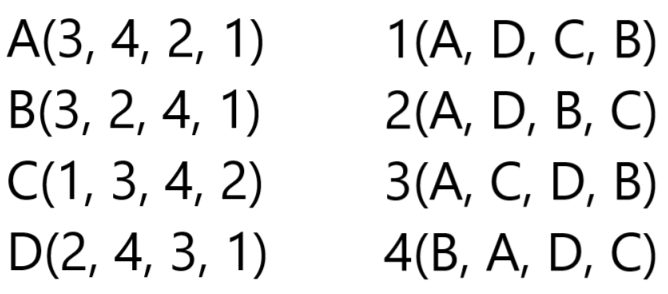 A(3, 4, 2, 1) 1(A, D, C, B)
B(3, 2, 4, 1) 2(A, D, B, C)
C(1, 3, 4, 2) 3(A, C, D, B)
D(2, 4, 3, 1) 4(B, A, D, C)